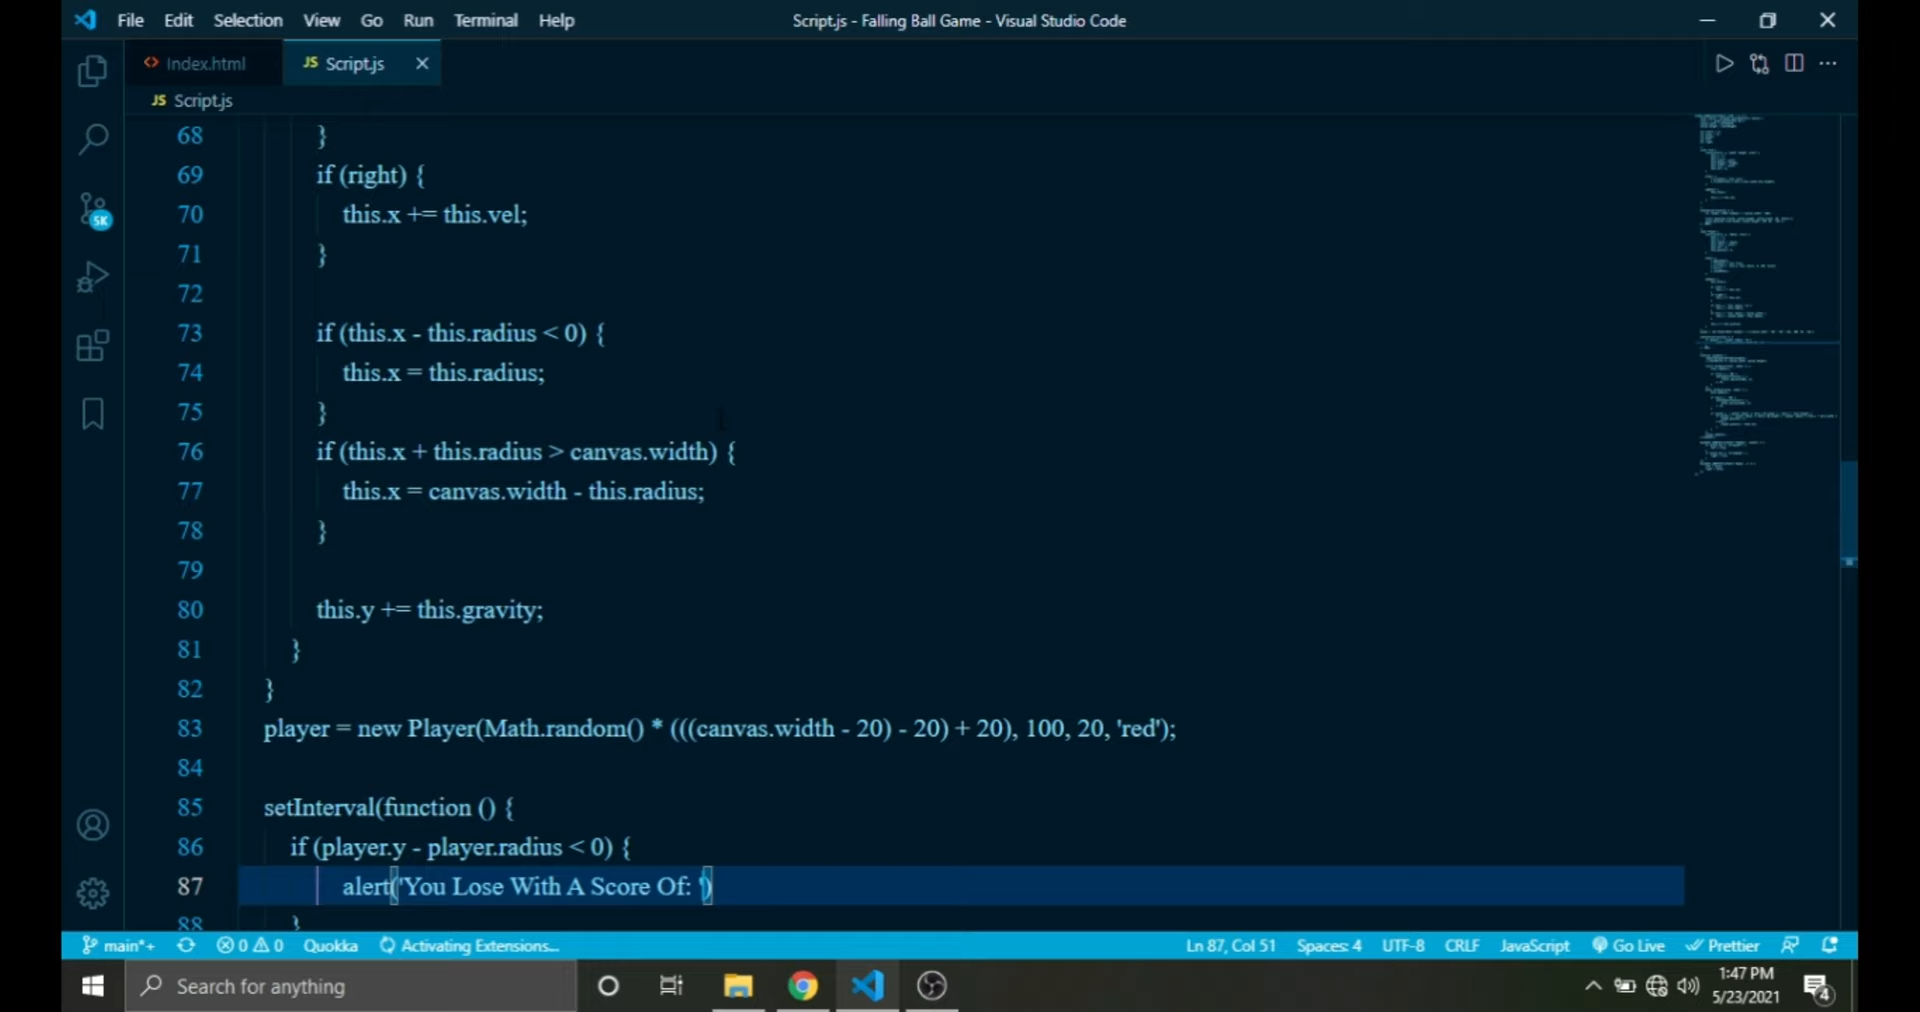 File Edit Selection View Go Run Terminal Help Script.js - Falling Ball Game - Visual Studio Code
<> Index.html JS Script.js
JS Script.js
68 }
69 if (right) {
70 this.x += this.vel;
71 }
72
73 if (this.x - this.radius < 0) {
74 this.x = this.radius;
75 }
76 if (this.x + this.radius > canvas.width) {
77 this.x = canvas.width - this.radius;
78 }
79
80 this.y += this.gravity;
81 }
82 }
83 player = new Player(Math.random() * (((canvas.width - 20) - 20) + 20), 100, 20, 'red');
84
85 setInterval(function () {
86 if (player.y - player.radius < 0) {
87 alert('You Lose With A Score Of: ')
88 }
5K
main*+ 0 0 Quokka Activating Extensions... Ln 87, Col 51 Spaces: 4 UTF-8 CRLF JavaScript Go Live Prettier
Search for anything
1:47 PM
5/23/2021
4